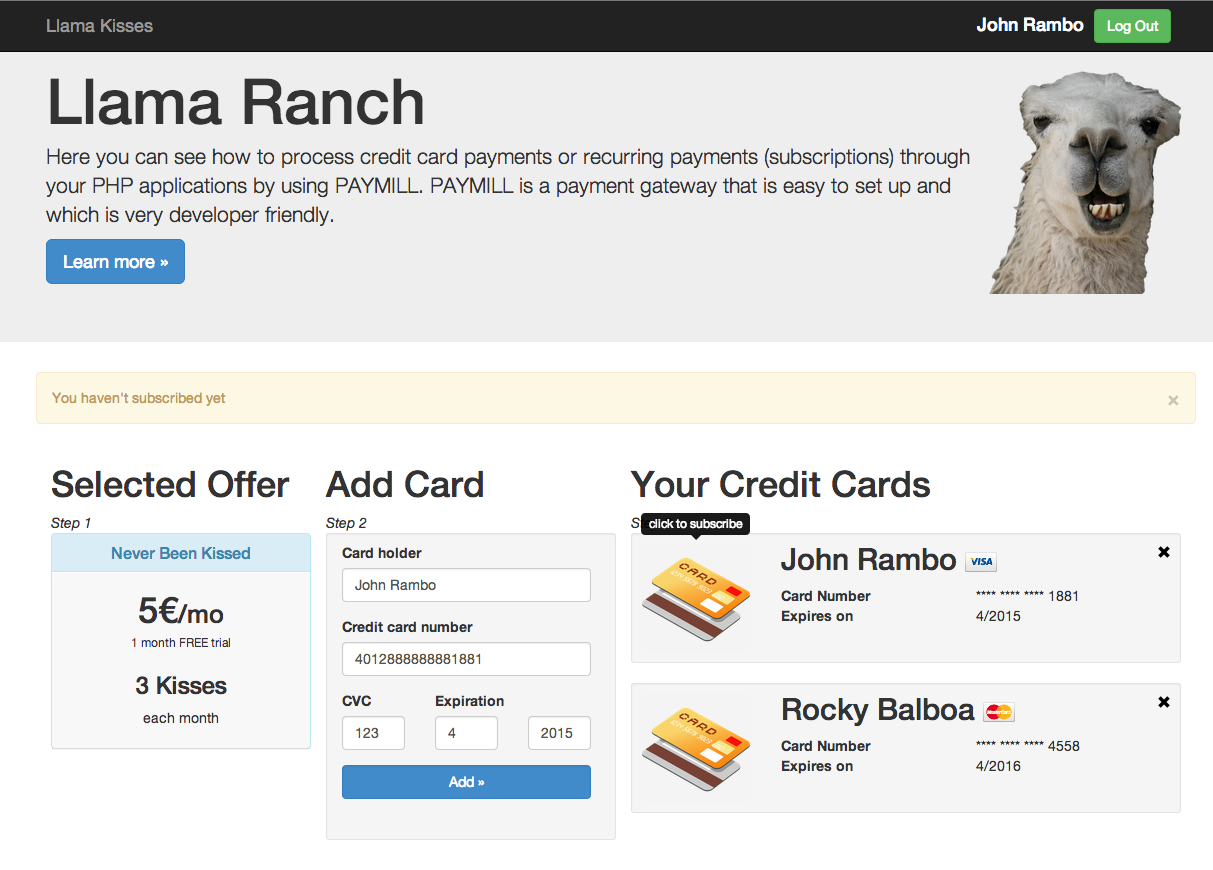 Llama Kisses
John Rambo
Log Out
Llama Ranch
Here you can see how to process credit card payments or recurring payments (subscriptions) through
your PHP applications by using PAYMILL. PAYMILL is a payment gateway that is easy to set up and
which is very developer friendly.
Learn more »
You haven't subscribed yet
×
Selected Offer
Step 1
Never Been Kissed
5€/mo
1 month FREE trial
3 Kisses
each month
Add Card
Step 2
Card holder
John Rambo
Credit card number
4012888888881881
CVC
Expiration
123
4
2015
Add »
Your Credit Cards
click to subscribe
CARD
John Rambo
VISA
Card Number
**** **** **** 1881
Expires on
4/2015
CARD
Rocky Balboa
MasterCard
Card Number
**** **** **** 4558
Expires on
4/2016